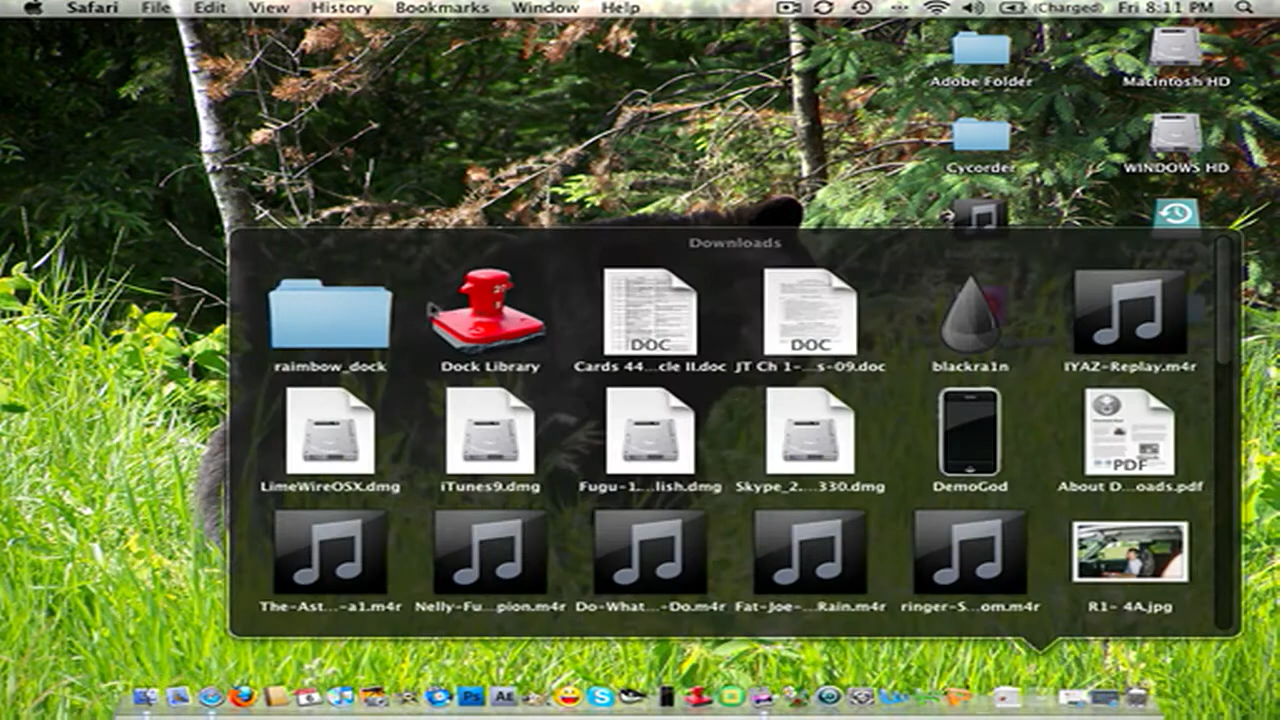 Safari File Edit View History Bookmarks Window Help (Charged) Fri 8:11 PM
Adobe Folder Macintosh HD
Cycorder WINDOWS HD
Downloads
raimbow_dock Dock Library Cards 44...cle II.doc JT Ch 1-...s-09.doc blackra1n IYAZ-Replay.m4r
DOC DOC
LimeWireOSX.dmg iTunes9.dmg Fugu-1....lish.dmg Skype_2....330.dmg DemoGod About D...oads.pdf
PDF
The-Ast...-a1.m4r Nelly-Fu...pion.m4r Do-What...-Do.m4r Fat-Joe-...Rain.m4r ringer-S...om.m4r R1- 4A.jpg
Ps AE